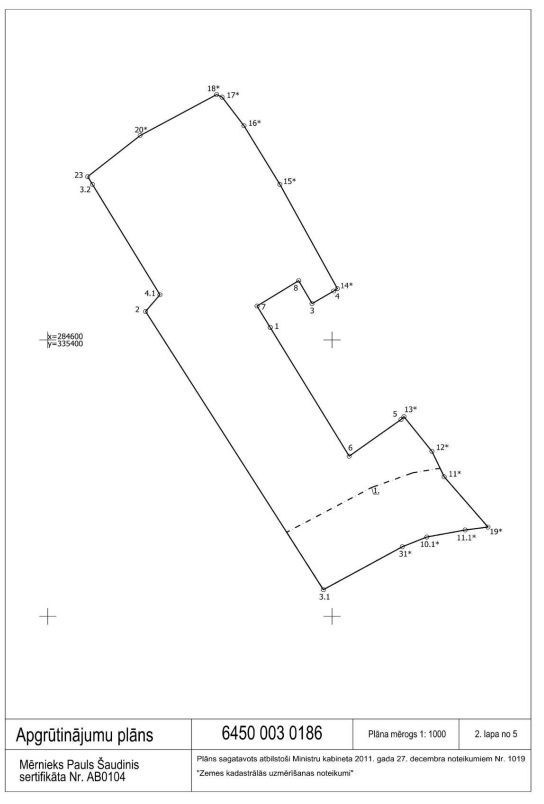 18*
17*
16*
20*
23
3.2
15*
4.1
8
14*
4
2
7
3
1
x=284600
y=335400
5
13*
6
12*
11*
1
19*
11.1*
10.1*
31*
3.1
Apgrūtinājumu plāns
6450 003 0186
Plāna mērogs 1: 1000
2. lapa no 5
Mērnieks Pauls Šaudinis
sertifikāta Nr. AB0104
Plāns sagatavots atbilstoši Ministru kabineta 2011. gada 27. decembra noteikumiem Nr. 1019
"Zemes kadastrālās uzmērīšanas noteikumi"